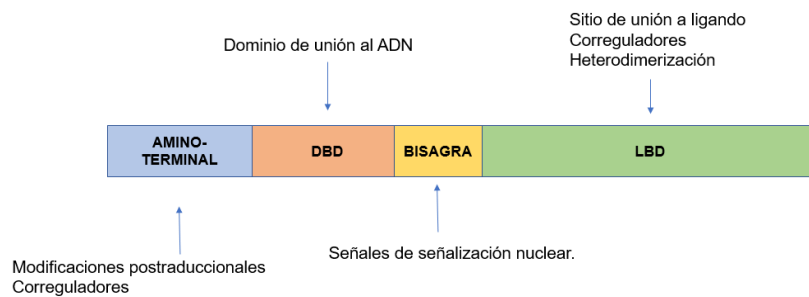 Sitio de unión a ligando
Correguladores
Heterodimerización
Dominio de unión al ADN
AMINO-
TERMINAL
DBD
BISAGRA
LBD
Señales de señalización nuclear.
Modificaciones postraduccionales
Correguladores